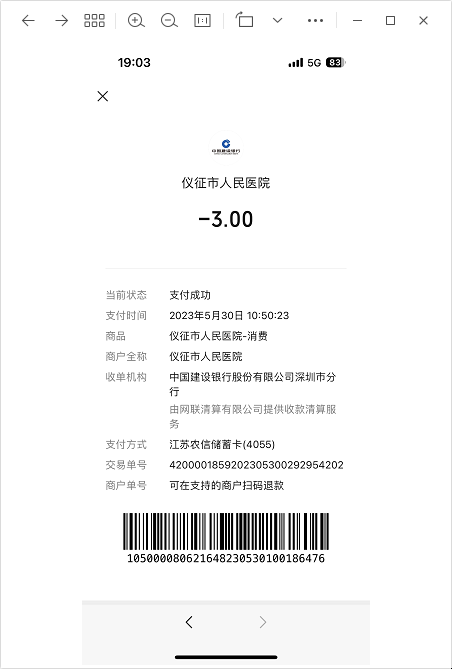 1:1
19:03
5G
83
中国建设银行
仪征市人民医院
-3.00
当前状态 支付成功
支付时间 2023年5月30日 10:50:23
商品 仪征市人民医院-消费
商户全称 仪征市人民医院
收单机构 中国建设银行股份有限公司深圳市分
行
由网联清算有限公司提供收款清算服
务
支付方式 江苏农信储蓄卡(4055)
交易单号 4200001859202305300292954202
商户单号 可在支持的商户扫码退款
105000080621648230530100186476